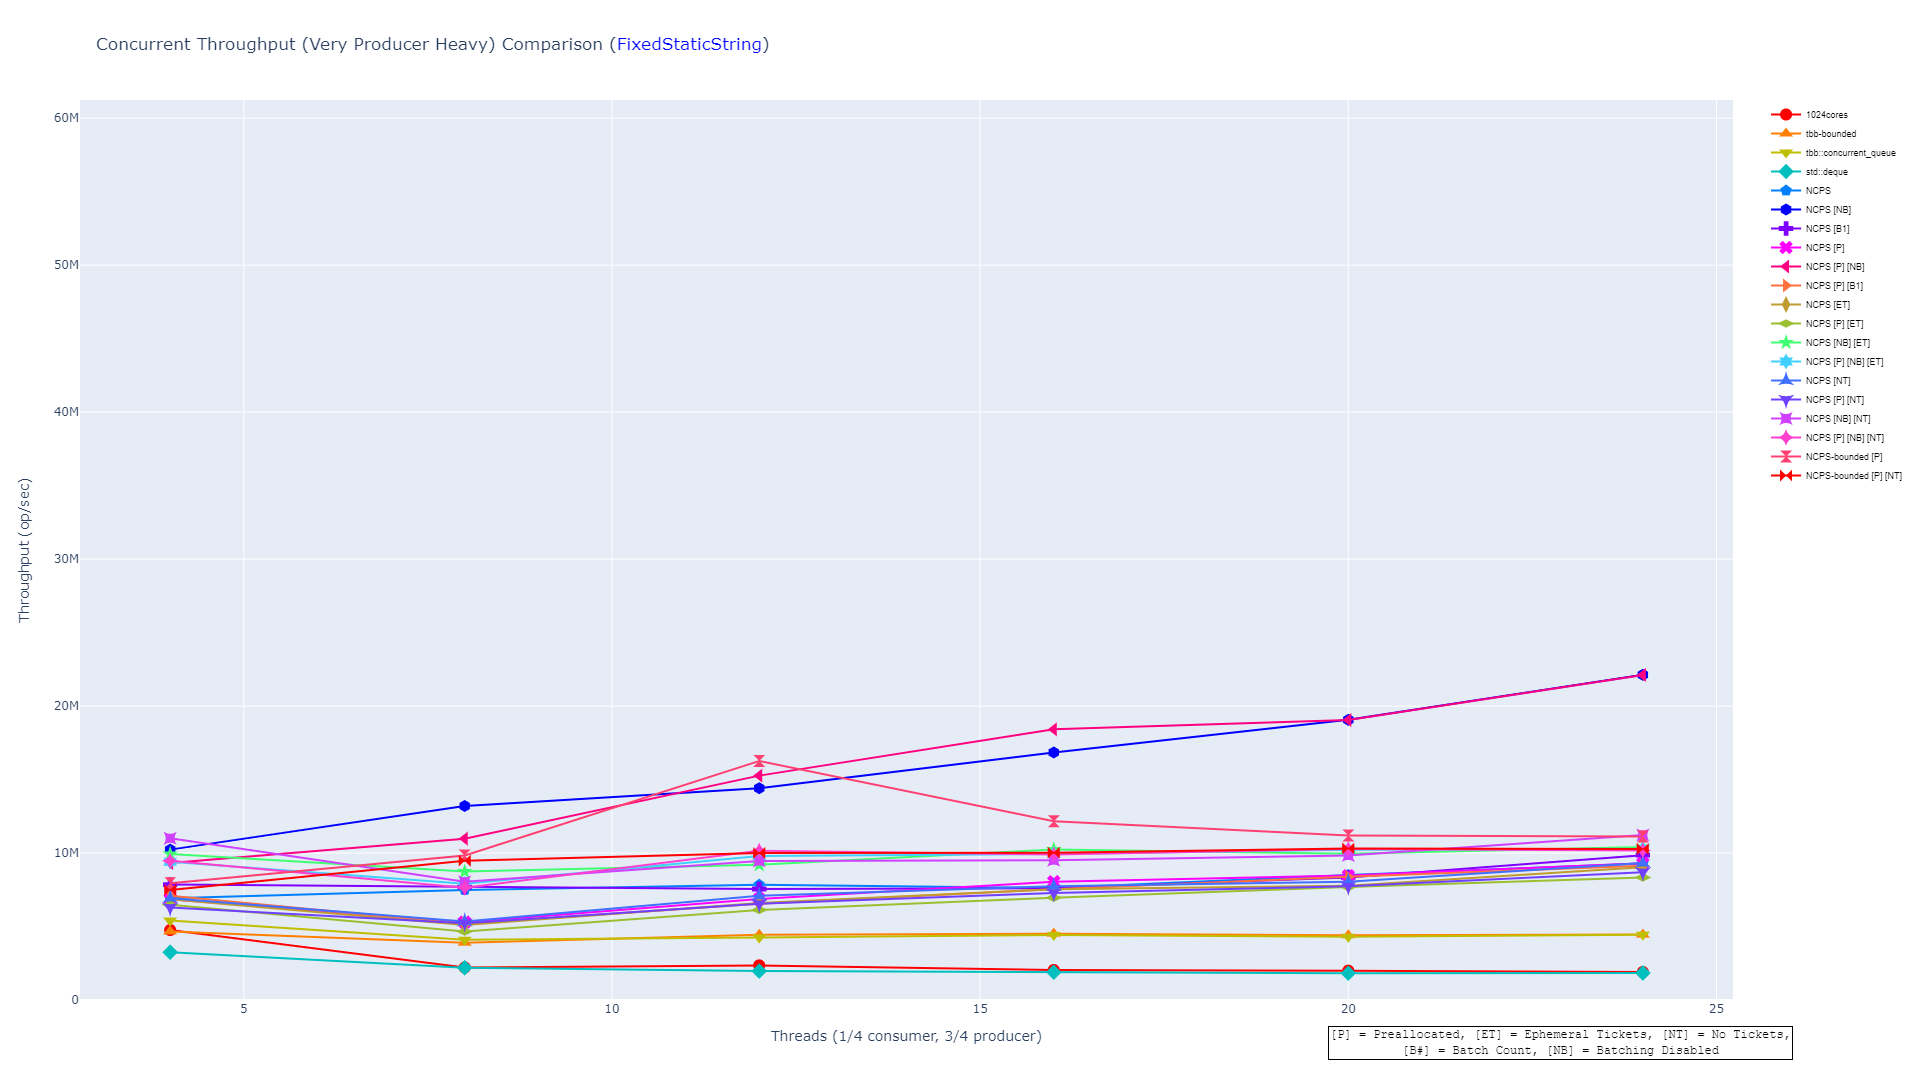 Concurrent Throughput (Very Producer Heavy) Comparison (FixedStaticString)
60M
50M
40M
30M
20M
10M
0
Throughput (op/sec)
5
10
15
20
25
Threads (1/4 consumer, 3/4 producer)
1024cores
tbb-bounded
tbb::concurrent_queue
std::deque
NCPS
NCPS [NB]
NCPS [B1]
NCPS [P]
NCPS [P] [NB]
NCPS [P] [B1]
NCPS [ET]
NCPS [P] [ET]
NCPS [NB] [ET]
NCPS [P] [NB] [ET]
NCPS [NT]
NCPS [P] [NT]
NCPS [NB] [NT]
NCPS [P] [NB] [NT]
NCPS-bounded [P]
NCPS-bounded [P] [NT]
[P] = Preallocated, [ET] = Ephemeral Tickets, [NT] = No Tickets,
[B#] = Batch Count, [NB] = Batching Disabled